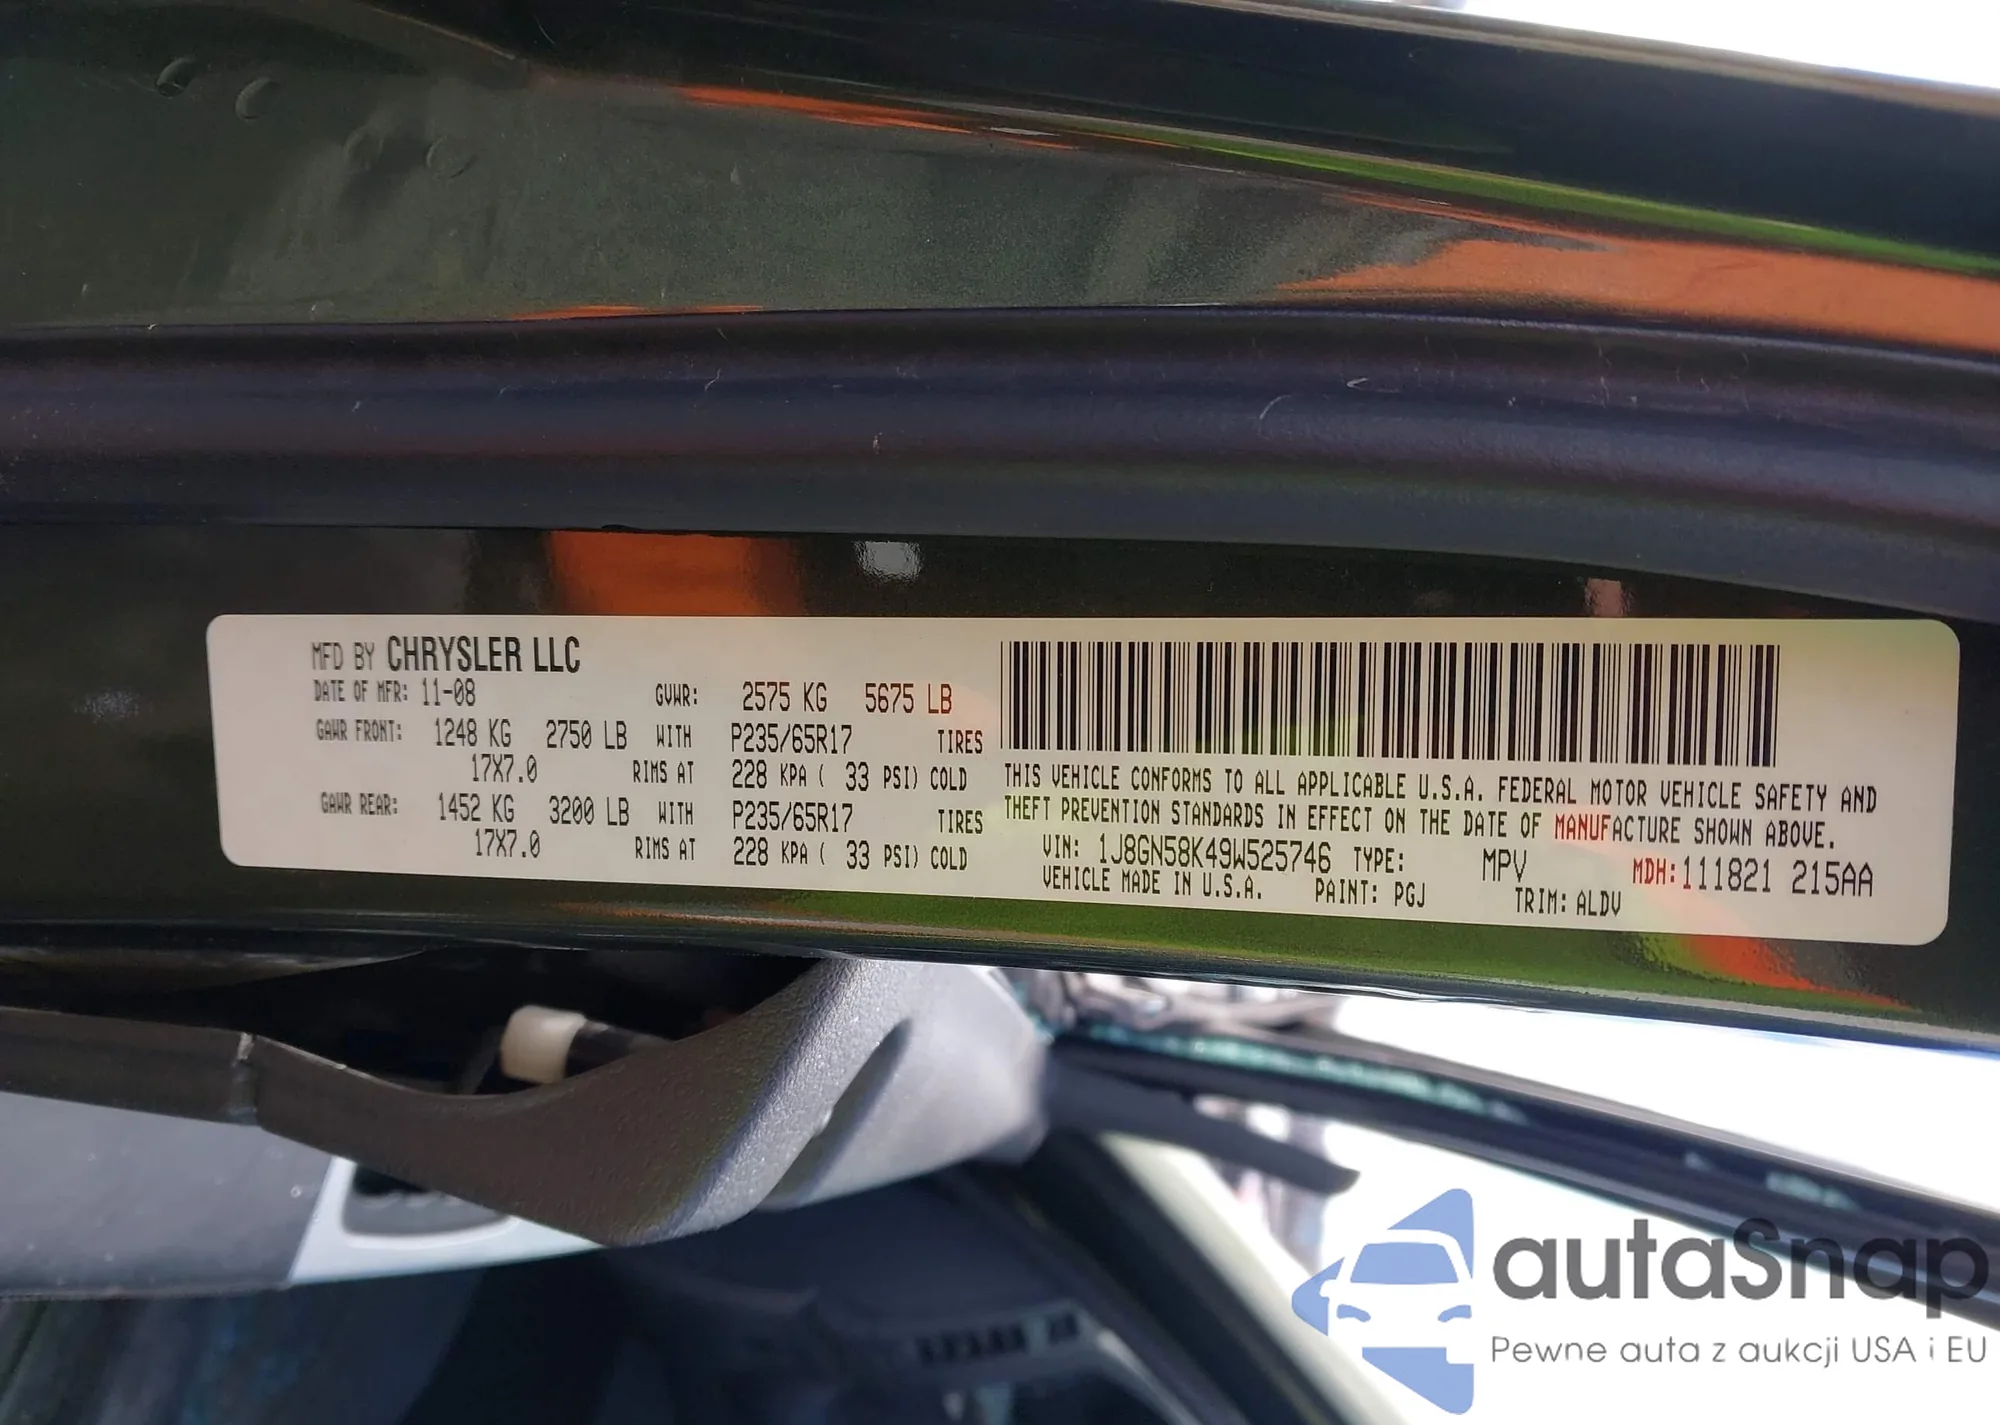 MFD BY CHRYSLER LLC
DATE OF MFR: 11-08 GVWR: 2575 KG 5675 LB
GAWR FRONT: 1248 KG 2750 LB WITH P235/65R17 TIRES
17X7.0 RIMS AT 228 KPA ( 33 PSI) COLD
GAWR REAR: 1452 KG 3200 LB WITH P235/65R17 TIRES
17X7.0 RIMS AT 228 KPA ( 33 PSI) COLD
THIS VEHICLE CONFORMS TO ALL APPLICABLE U.S.A. FEDERAL MOTOR VEHICLE SAFETY AND
THEFT PREVENTION STANDARDS IN EFFECT ON THE DATE OF MANUFACTURE SHOWN ABOVE.
VIN: 1J8GN58K49W525746 TYPE: MPV MDH:111821 215AA
VEHICLE MADE IN U.S.A. PAINT: PGJ TRIM: ALDV
autaSnap
Pewne auta z aukcji USA i EU